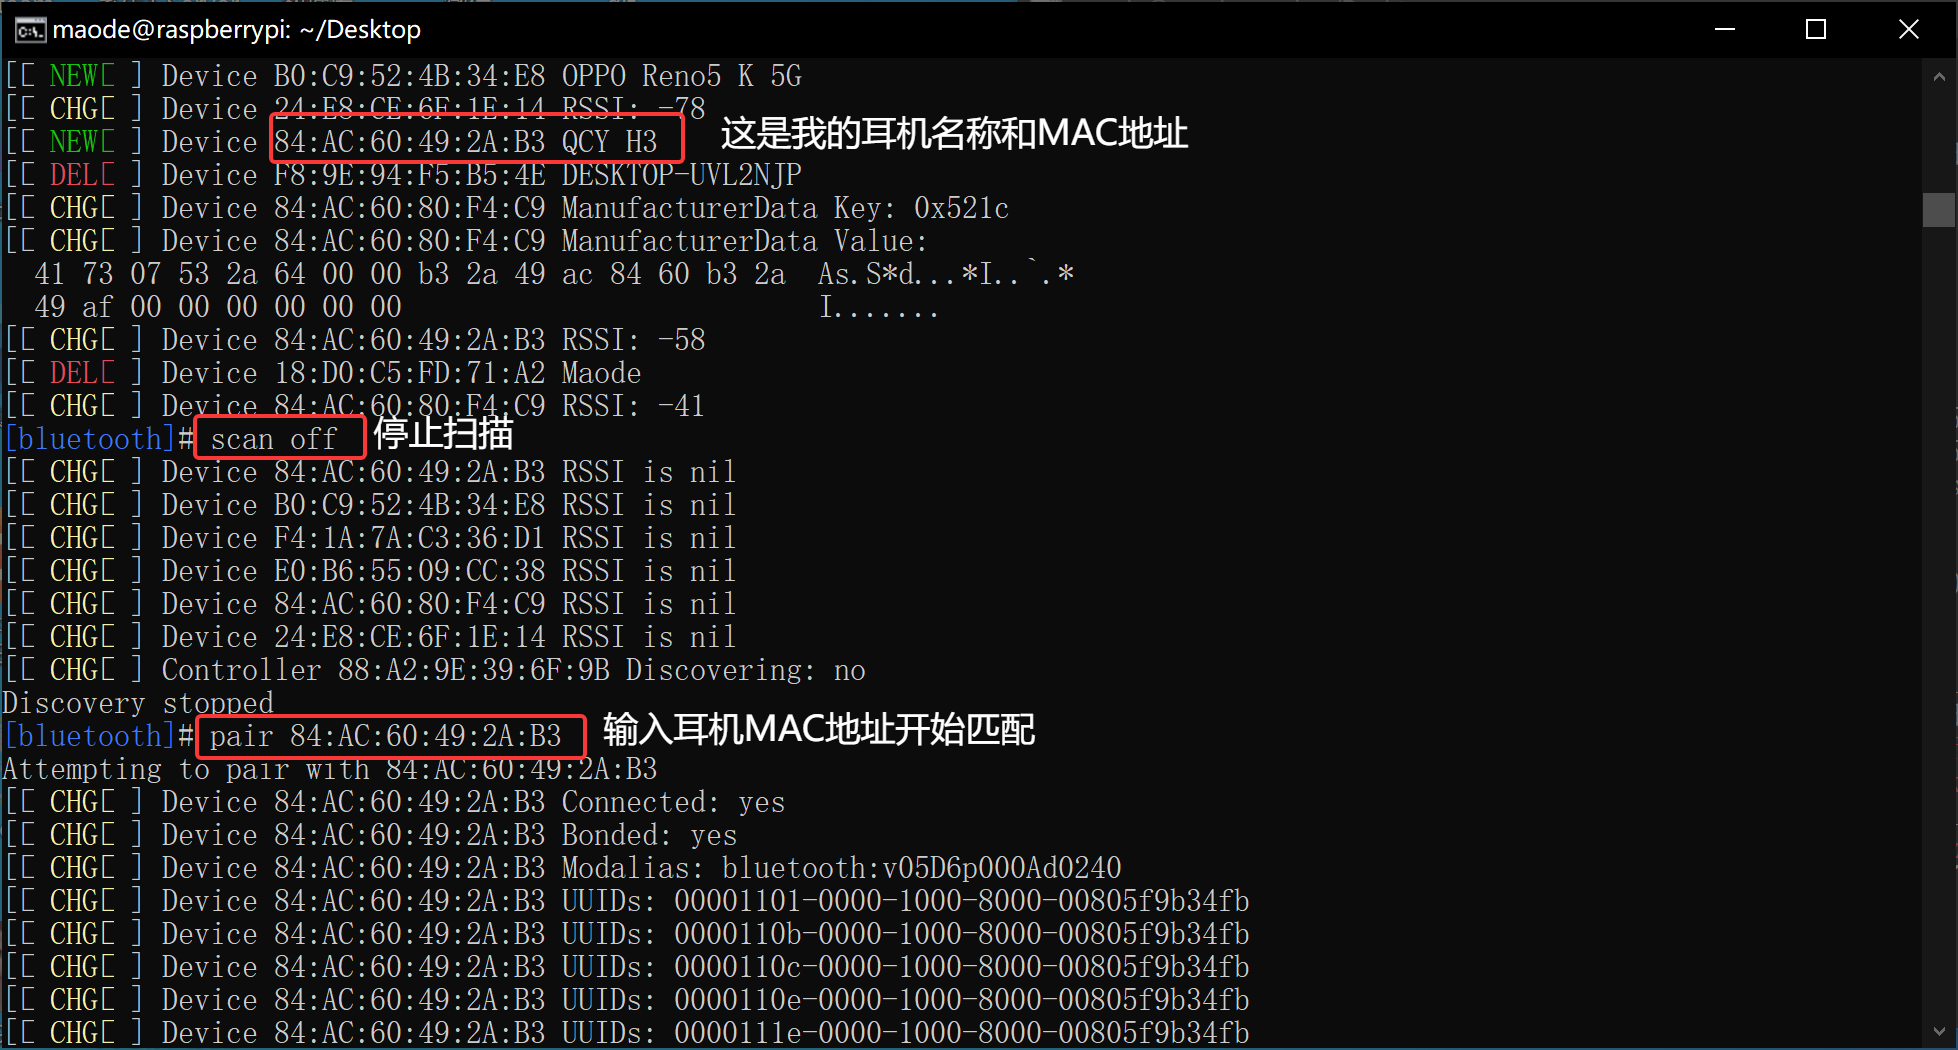 maode@raspberrypi: ~/Desktop
[[ NEW[ ] Device B0:C9:52:4B:34:E8 OPPO Reno5 K 5G
[[ CHG[ ] Device 24:E8:CE:6F:1E:14 RSSI: -78
[[ NEW[ ] Device 84:AC:60:49:2A:B3 QCY H3 这是我的耳机名称和MAC地址
[[ DEL[ ] Device F8:9E:94:F5:B5:4E DESKTOP-UVL2NJP
[[ CHG[ ] Device 84:AC:60:80:F4:C9 ManufacturerData Key: 0x521c
[[ CHG[ ] Device 84:AC:60:80:F4:C9 ManufacturerData Value:
41 73 07 53 2a 64 00 00 b3 2a 49 ac 84 60 b3 2a As.S*d...*I..`.*
49 af 00 00 00 00 00 00 I.......
[[ CHG[ ] Device 84:AC:60:49:2A:B3 RSSI: -58
[[ DEL[ ] Device 18:D0:C5:FD:71:A2 Maode
[[ CHG[ ] Device 84:AC:60:80:F4:C9 RSSI: -41
[bluetooth]# scan off 停止扫描
[[ CHG[ ] Device 84:AC:60:49:2A:B3 RSSI is nil
[[ CHG[ ] Device B0:C9:52:4B:34:E8 RSSI is nil
[[ CHG[ ] Device F4:1A:7A:C3:36:D1 RSSI is nil
[[ CHG[ ] Device E0:B6:55:09:CC:38 RSSI is nil
[[ CHG[ ] Device 84:AC:60:80:F4:C9 RSSI is nil
[[ CHG[ ] Device 24:E8:CE:6F:1E:14 RSSI is nil
[[ CHG[ ] Controller 88:A2:9E:39:6F:9B Discovering: no
Discovery stopped
[bluetooth]# pair 84:AC:60:49:2A:B3 输入耳机MAC地址开始匹配
Attempting to pair with 84:AC:60:49:2A:B3
[[ CHG[ ] Device 84:AC:60:49:2A:B3 Connected: yes
[[ CHG[ ] Device 84:AC:60:49:2A:B3 Bonded: yes
[[ CHG[ ] Device 84:AC:60:49:2A:B3 Modalias: bluetooth:v05D6p000Ad0240
[[ CHG[ ] Device 84:AC:60:49:2A:B3 UUIDs: 00001101-0000-1000-8000-00805f9b34fb
[[ CHG[ ] Device 84:AC:60:49:2A:B3 UUIDs: 0000110b-0000-1000-8000-00805f9b34fb
[[ CHG[ ] Device 84:AC:60:49:2A:B3 UUIDs: 0000110c-0000-1000-8000-00805f9b34fb
[[ CHG[ ] Device 84:AC:60:49:2A:B3 UUIDs: 0000110e-0000-1000-8000-00805f9b34fb
[[ CHG[ ] Device 84:AC:60:49:2A:B3 UUIDs: 0000111e-0000-1000-8000-00805f9b34fb